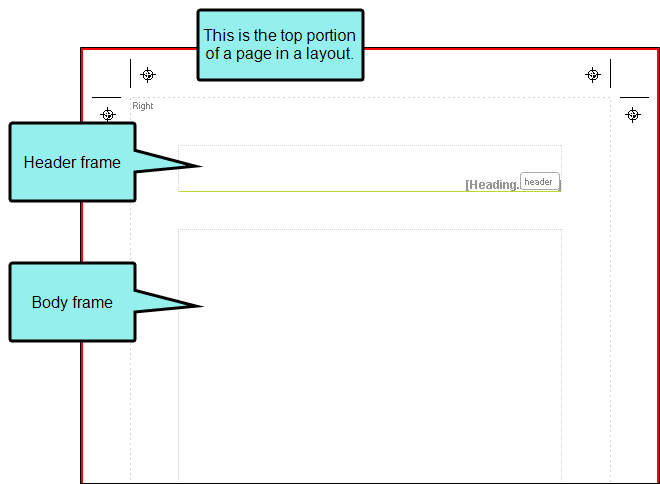 This is the top portion
of a page in a layout.
Right
Header frame
[Heading.
header
Body frame